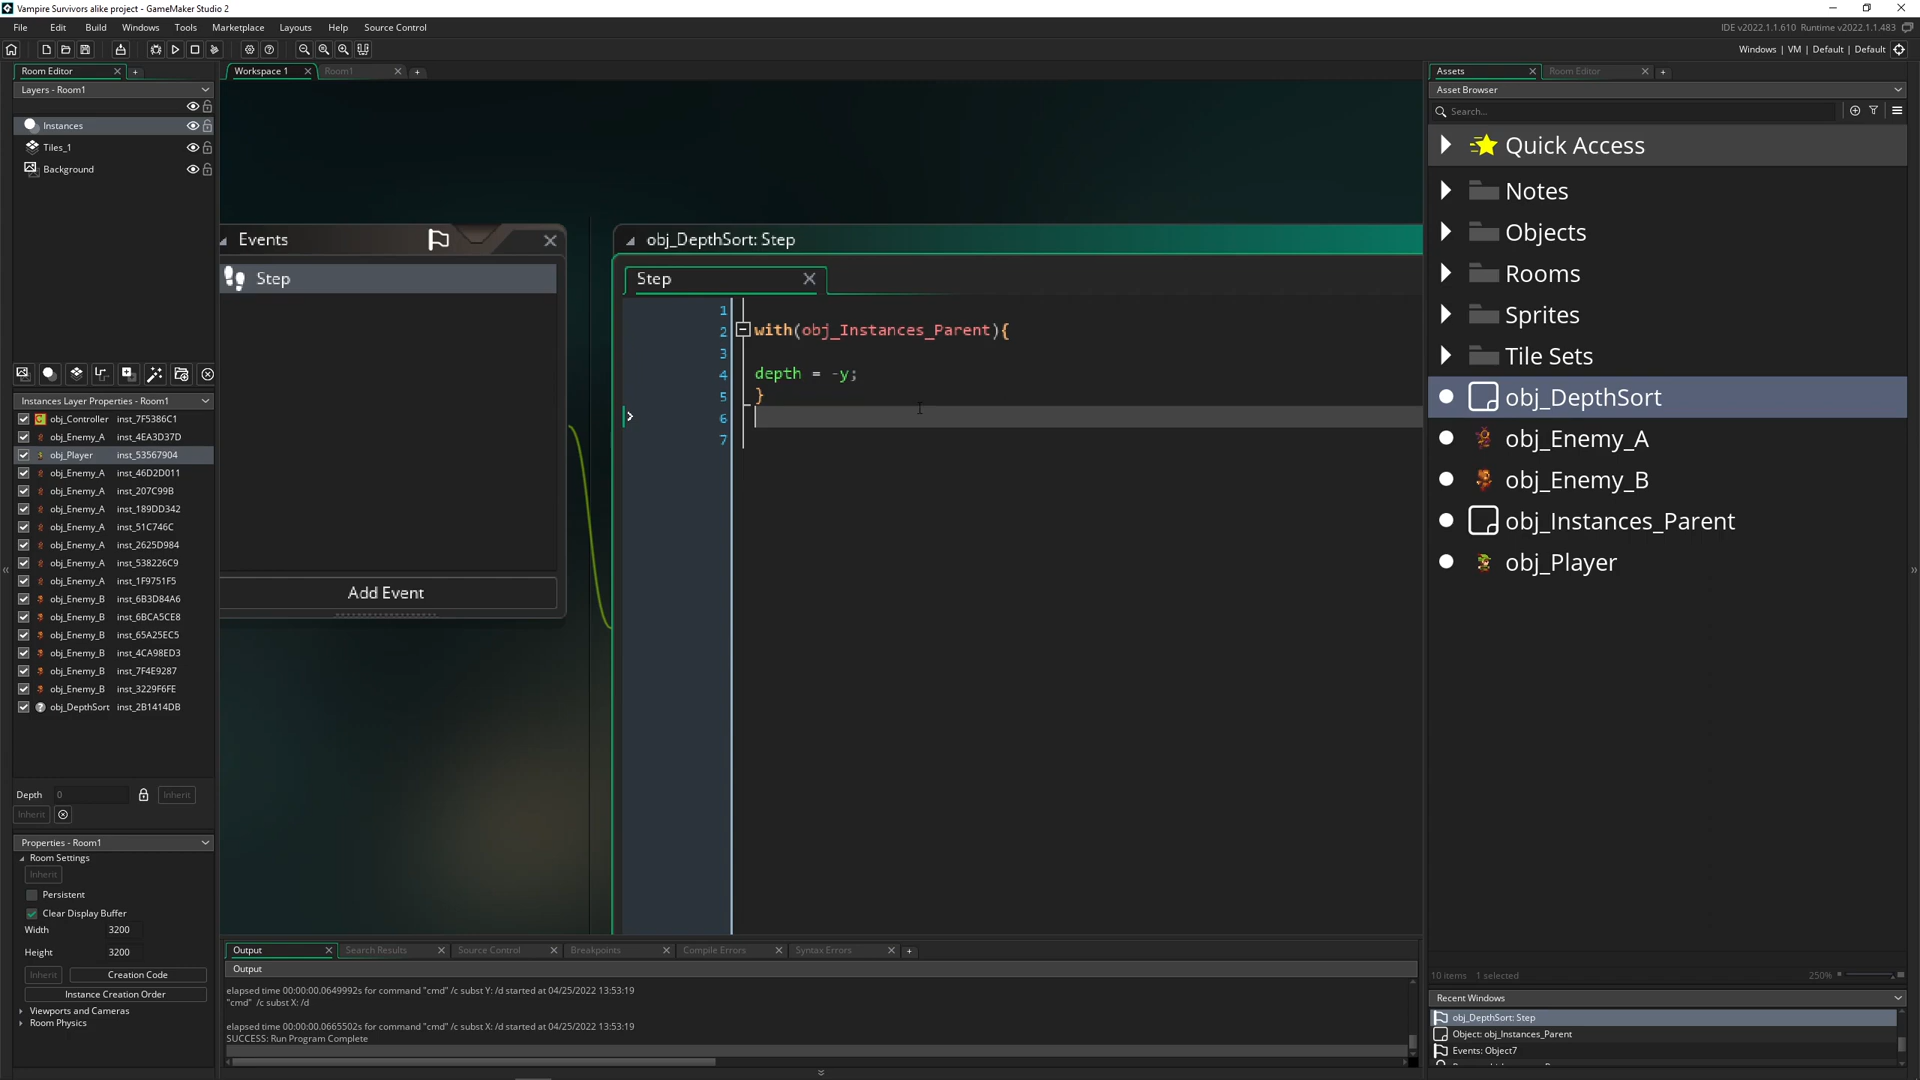 Vampire Survivors alike project - GameMaker Studio 2
File Edit Build Windows Tools Marketplace Layouts Help Source Control
IDE v2022.1.1.610 Runtime v2022.1.1.483
Windows | VM | Default | Default
Room Editor
Workspace 1
Room1
Assets
Room Editor
Layers - Room1
Asset Browser
Search...
Instances
Tiles_1
Background
Quick Access
Notes
Objects
Rooms
Sprites
Tile Sets
obj_DepthSort
obj_Enemy_A
obj_Enemy_B
obj_Instances_Parent
obj_Player
Events
Step
Add Event
obj_DepthSort: Step
Step
1
2 with(obj_Instances_Parent){
3
4 depth = -y;
5 }
6
7
Instances Layer Properties - Room1
obj_Controller inst_7F5386C1
obj_Enemy_A inst_4EA3D37D
obj_Player inst_53567904
obj_Enemy_A inst_46D2D011
obj_Enemy_A inst_207C99B
obj_Enemy_A inst_189DD342
obj_Enemy_A inst_51C746C
obj_Enemy_A inst_2625D984
obj_Enemy_A inst_538226C9
obj_Enemy_A inst_1F9751F5
obj_Enemy_B inst_6B3D84A6
obj_Enemy_B inst_6BCA5CE8
obj_Enemy_B inst_65A25EC5
obj_Enemy_B inst_4CA98ED3
obj_Enemy_B inst_7F4E9287
obj_Enemy_B inst_3229F6FE
obj_DepthSort inst_2B1414DB
Depth 0 Inherit
Inherit
Properties - Room1
Room Settings
Inherit
Persistent
Clear Display Buffer
Width 3200
Height 3200
Inherit Creation Code
Instance Creation Order
Viewports and Cameras
Room Physics
Output Search Results Source Control Breakpoints Compile Errors Syntax Errors
Output
elapsed time 00:00:00.0649992s for command "cmd" /c subst Y: /d started at 04/25/2022 13:53:19
"cmd" /c subst X: /d
elapsed time 00:00:00.0665502s for command "cmd" /c subst X: /d started at 04/25/2022 13:53:19
SUCCESS: Run Program Complete
10 items 1 selected
250%
Recent Windows
obj_DepthSort: Step
Object: obj_Instances_Parent
Events: Object7